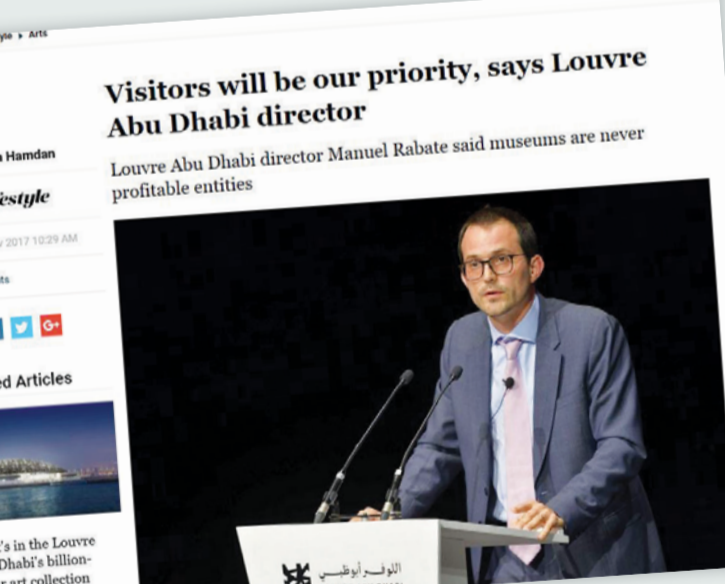 Arts
Visitors will be our priority, says Louvre
Abu Dhabi director
Louvre Abu Dhabi director Manuel Rabate said museums are never
profitable entities
Hamdan
2017 10:29 AM
G+
Articles
in the Louvre
Dhabi's billion-
art collection
اللوفر أبوظبي